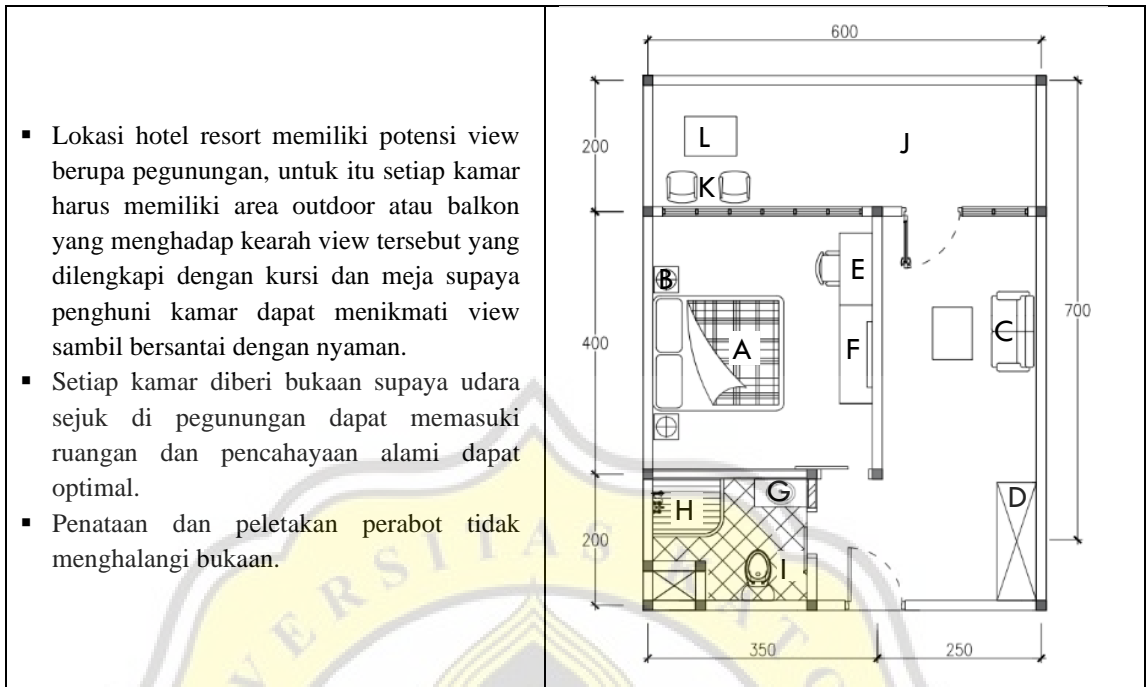 ▪ Lokasi hotel resort memiliki potensi view
berupa pegunungan, untuk itu setiap kamar
harus memiliki area outdoor atau balkon
yang menghadap kearah view tersebut yang
dilengkapi dengan kursi dan meja supaya
penghuni kamar dapat menikmati view
sambil bersantai dengan nyaman.
▪ Setiap kamar diberi bukaan supaya udara
sejuk di pegunungan dapat memasuki
ruangan dan pencahayaan alami dapat
optimal.
▪ Penataan dan peletakan perabot tidak
menghalangi bukaan.
600
200
L
J
K
B
E
700
400
A
F
C
G
D
H
200
I
350
250